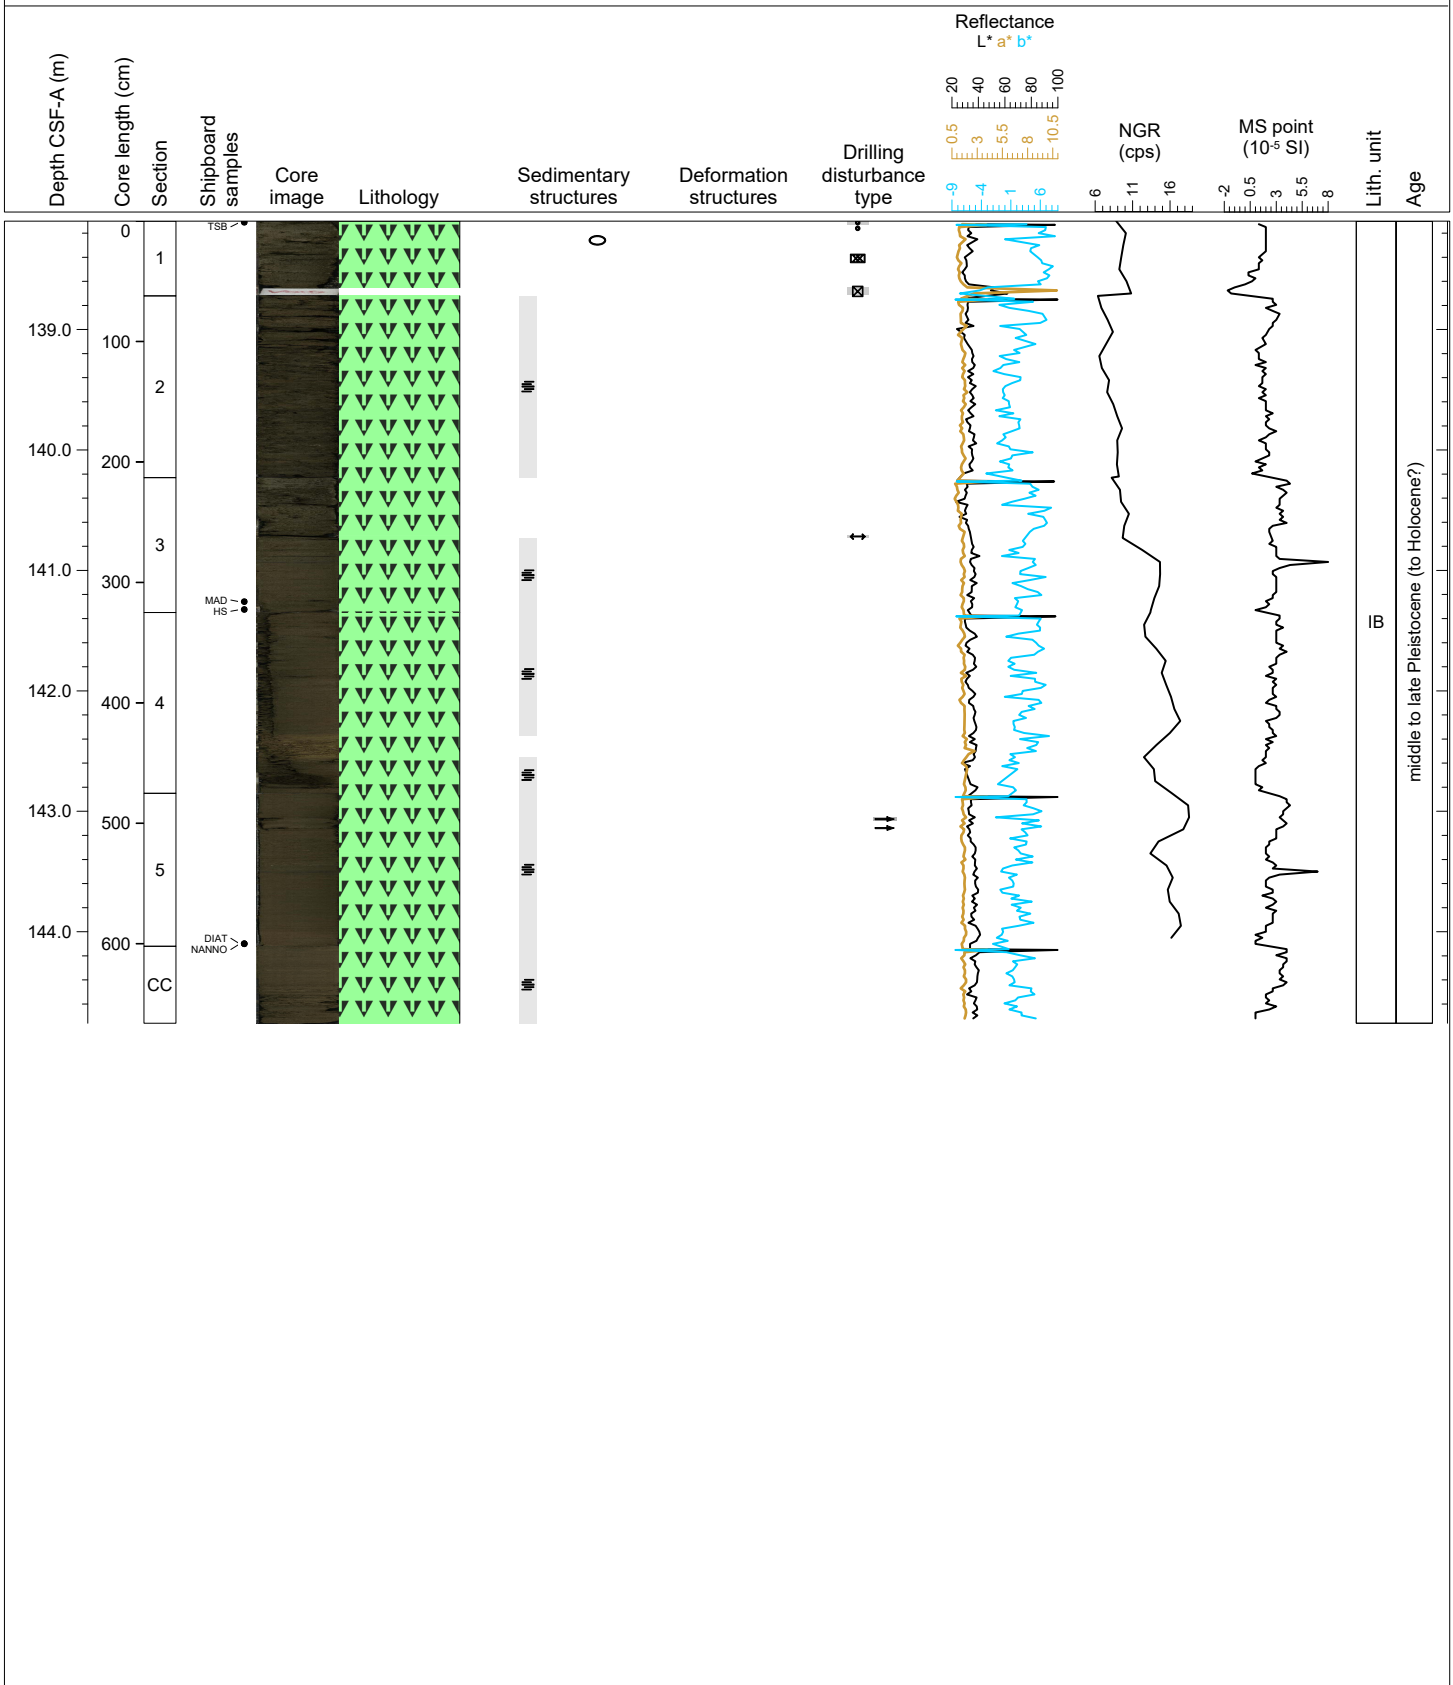 Reflectance
L* a* b*
Depth CSF-A (m)
Core length (cm)
Section
Shipboard
samples
Core
image
Lithology
Sedimentary
structures
Deformation
structures
Drilling
disturbance
type
20 40 60 80 100
0.5 3 5.5 8 10.5
-9 -4 1 6
NGR
(cps)
6 11 16
MS point
(10-5 SI)
-2 0.5 3 5.5 8
Lith. unit
Age
0
TSB
1
139.0
100
2
140.0
200
3
141.0
300
MAD
HS
IB
middle to late Pleistocene (to Holocene?)
142.0
400
4
143.0
500
5
144.0
600
DIAT
NANNO
CC